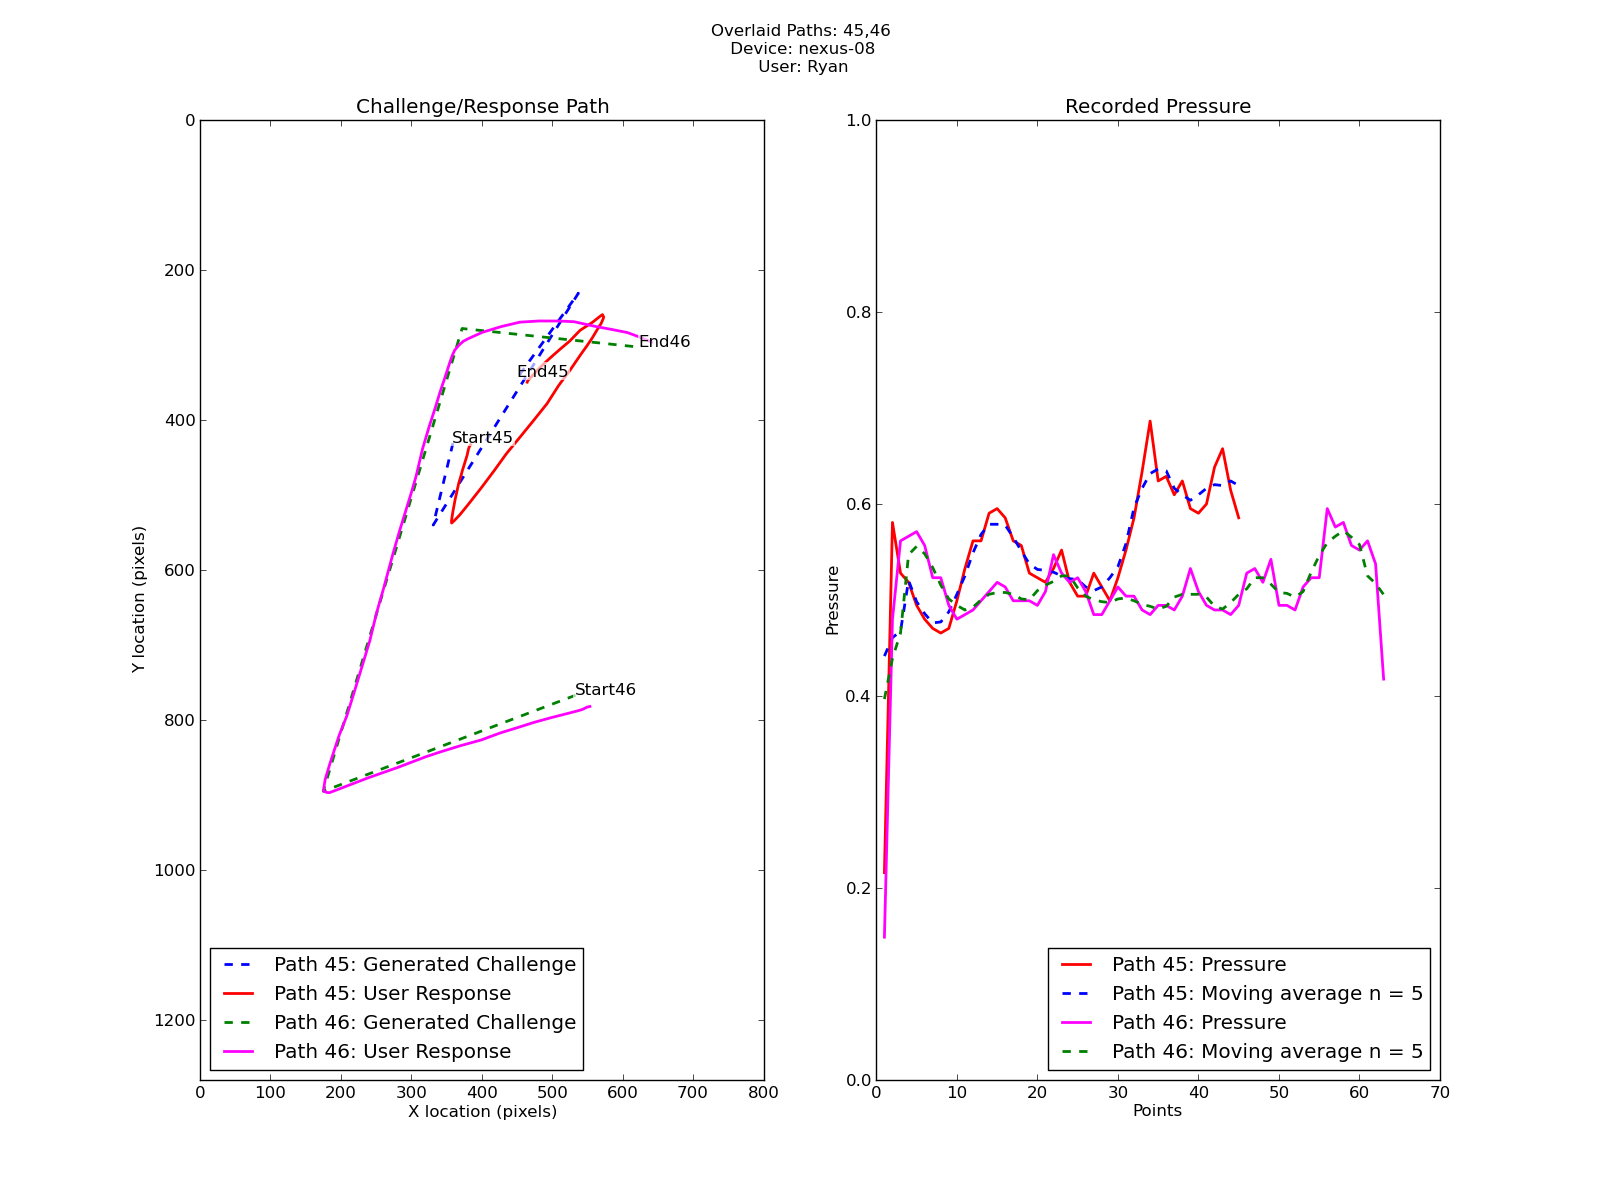 Overlaid Paths: 45,46
Device: nexus-08
User: Ryan
Challenge/Response Path
0
200
400
600
800
1000
1200
Y location (pixels)
End46
End45
Start45
Start46
Path 45: Generated Challenge
Path 45: User Response
Path 46: Generated Challenge
Path 46: User Response
0 100 200 300 400 500 600 700 800
X location (pixels)
Recorded Pressure
1.0
0.8
0.6
0.4
0.2
0.0
Pressure
Path 45: Pressure
Path 45: Moving average n = 5
Path 46: Pressure
Path 46: Moving average n = 5
0 10 20 30 40 50 60 70
Points